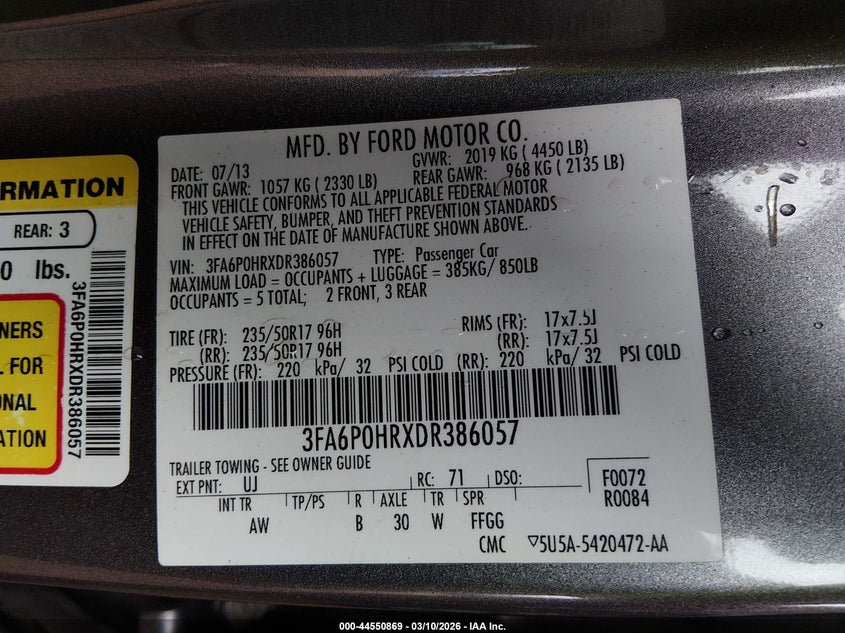 RMATION
REAR: 3
0 lbs.
NERS
L FOR
ONAL
ATION
3FA6P0HRXDR386057
MFD. BY FORD MOTOR CO.
DATE: 07/13 GVWR: 2019 KG ( 4450 LB)
FRONT GAWR: 1057 KG ( 2330 LB) REAR GAWR: 968 KG ( 2135 LB)
THIS VEHICLE CONFORMS TO ALL APPLICABLE FEDERAL MOTOR
VEHICLE SAFETY, BUMPER, AND THEFT PREVENTION STANDARDS
IN EFFECT ON THE DATE OF MANUFACTURE SHOWN ABOVE.
VIN: 3FA6P0HRXDR386057 TYPE: Passenger Car
MAXIMUM LOAD = OCCUPANTS + LUGGAGE = 385KG/ 850LB
OCCUPANTS = 5 TOTAL; 2 FRONT, 3 REAR
TIRE (FR): 235/50R17 96H RIMS (FR): 17x7.5J
(RR): 235/50R17 96H (RR): 17x7.5J
PRESSURE (FR): 220 kPa/ 32 PSI COLD (RR): 220 kPa/ 32 PSI COLD
3FA6P0HRXDR386057
TRAILER TOWING - SEE OWNER GUIDE
EXT PNT: UJ RC: 71 DSO: F0072
R0084
INT TR TP/PS R AXLE TR SPR
AW B 30 W FFGG
CMC ▽5U5A-5420472-AA
000-44550869 - 03/10/2026 - IAA Inc.